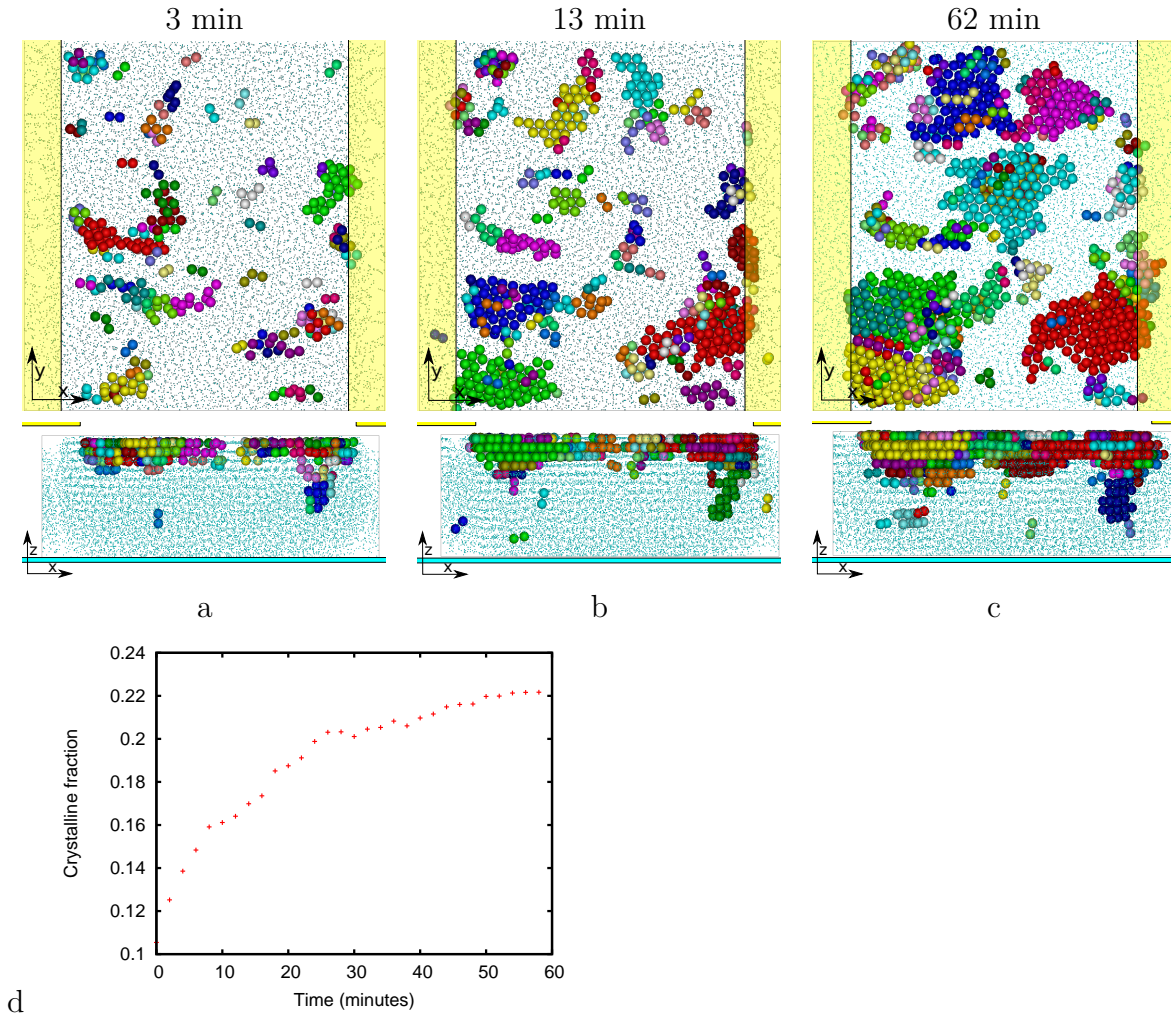 3 min
13 min
62 min
y
x
y
x
y
x
z
x
z
x
z
x
a
b
c
0.24
0.22
0.2
0.18
0.16
0.14
0.12
0.1
Crystalline fraction
0 10 20 30 40 50 60
Time (minutes)
d